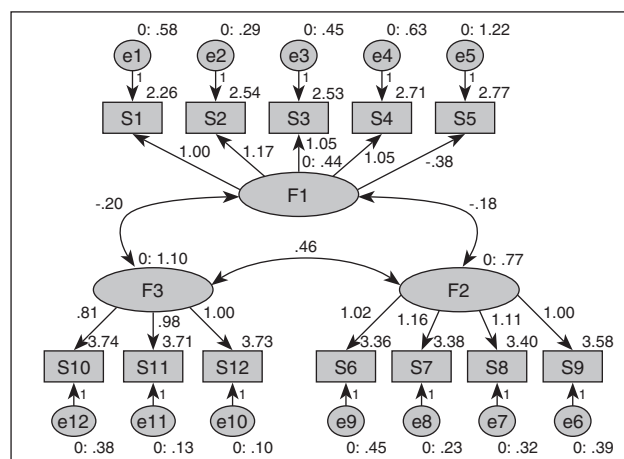 0: .58 0: .29 0: .45 0: .63 0: 1.22
e1 e2 e3 e4 e5
1 1 1 1 1
2.26 2.54 2.53 2.71 2.77
S1 S2 S3 S4 S5
1.00 1.17 1.05 1.05 -.38
0: .44
F1
-.20 -.18
.46
0: 1.10 0: .77
F3 F2
.81 .98 1.00 1.02 1.16 1.11 1.00
3.74 3.71 3.73 3.36 3.38 3.40 3.58
S10 S11 S12 S6 S7 S8 S9
1 1 1 1 1 1 1
e12 e11 e10 e9 e8 e7 e6
0: .38 0: .13 0: .10 0: .45 0: .23 0: .32 0: .39